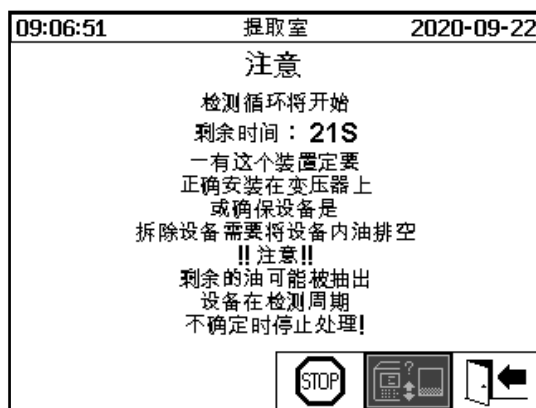 09:06:51 提取室 2020-09-22
注意
检测循环将开始
剩余时间：21S
一有这个装置定要
正确安装在变压器上
或确保设备是
拆除设备需要将设备内油排空
!! 注意!!
剩余的油可能被抽出
设备在检测周期
不确定时停止处理!
STOP ?